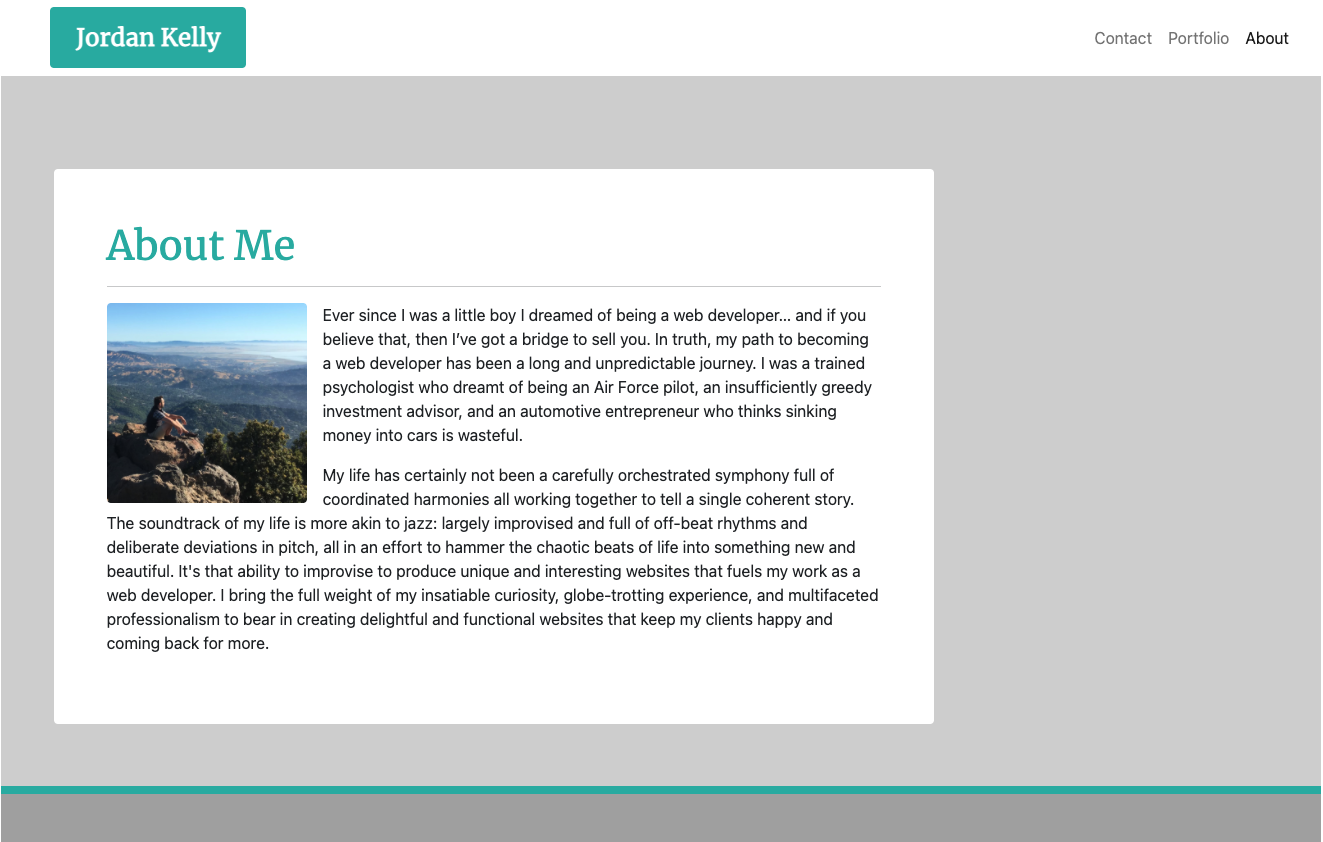 Jordan Kelly
Contact Portfolio About
About Me
Ever since I was a little boy I dreamed of being a web developer... and if you
believe that, then I’ve got a bridge to sell you. In truth, my path to becoming
a web developer has been a long and unpredictable journey. I was a trained
psychologist who dreamt of being an Air Force pilot, an insufficiently greedy
investment advisor, and an automotive entrepreneur who thinks sinking
money into cars is wasteful.
My life has certainly not been a carefully orchestrated symphony full of
coordinated harmonies all working together to tell a single coherent story.
The soundtrack of my life is more akin to jazz: largely improvised and full of off-beat rhythms and
deliberate deviations in pitch, all in an effort to hammer the chaotic beats of life into something new and
beautiful. It's that ability to improvise to produce unique and interesting websites that fuels my work as a
web developer. I bring the full weight of my insatiable curiosity, globe-trotting experience, and multifaceted
professionalism to bear in creating delightful and functional websites that keep my clients happy and
coming back for more.